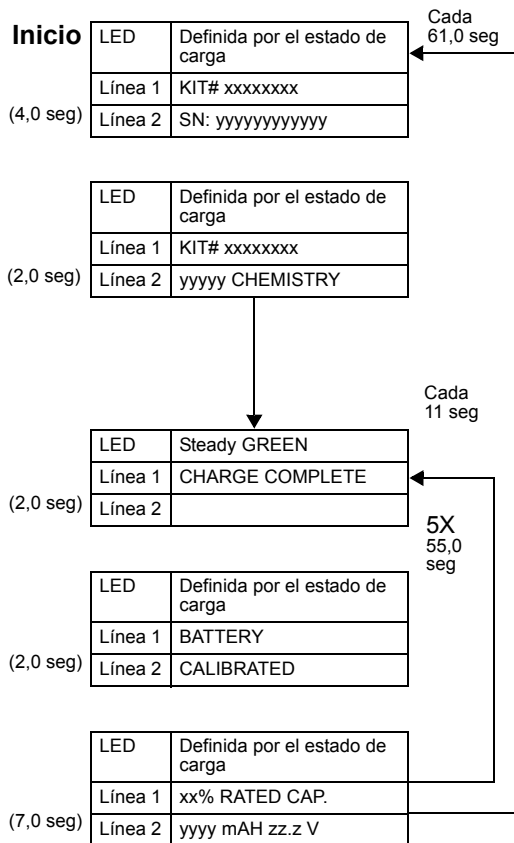 Inicio
LED Definida por el estado de
carga
Línea 1 KIT# xxxxxxxx
(4,0 seg) Línea 2 SN: yyyyyyyyyyyy
Cada
61,0 seg
LED Definida por el estado de
carga
Línea 1 KIT# xxxxxxxx
(2,0 seg) Línea 2 yyyyy CHEMISTRY
Cada
11 seg
LED Steady GREEN
Línea 1 CHARGE COMPLETE
(2,0 seg) Línea 2
5X
55,0
seg
LED Definida por el estado de
carga
Línea 1 BATTERY
(2,0 seg) Línea 2 CALIBRATED
LED Definida por el estado de
carga
Línea 1 xx% RATED CAP.
(7,0 seg) Línea 2 yyyy mAH zz.z V